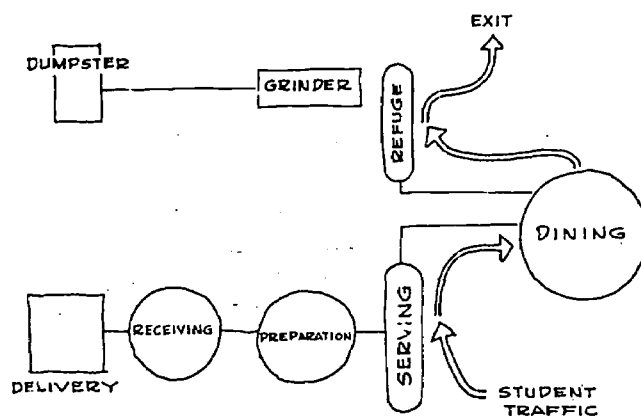 EXIT
DUMPSTER
GRINDER
REFUGE
DINING
RECEIVING
PREPARATION
SERVING
DELIVERY
STUDENT
TRAFFIC